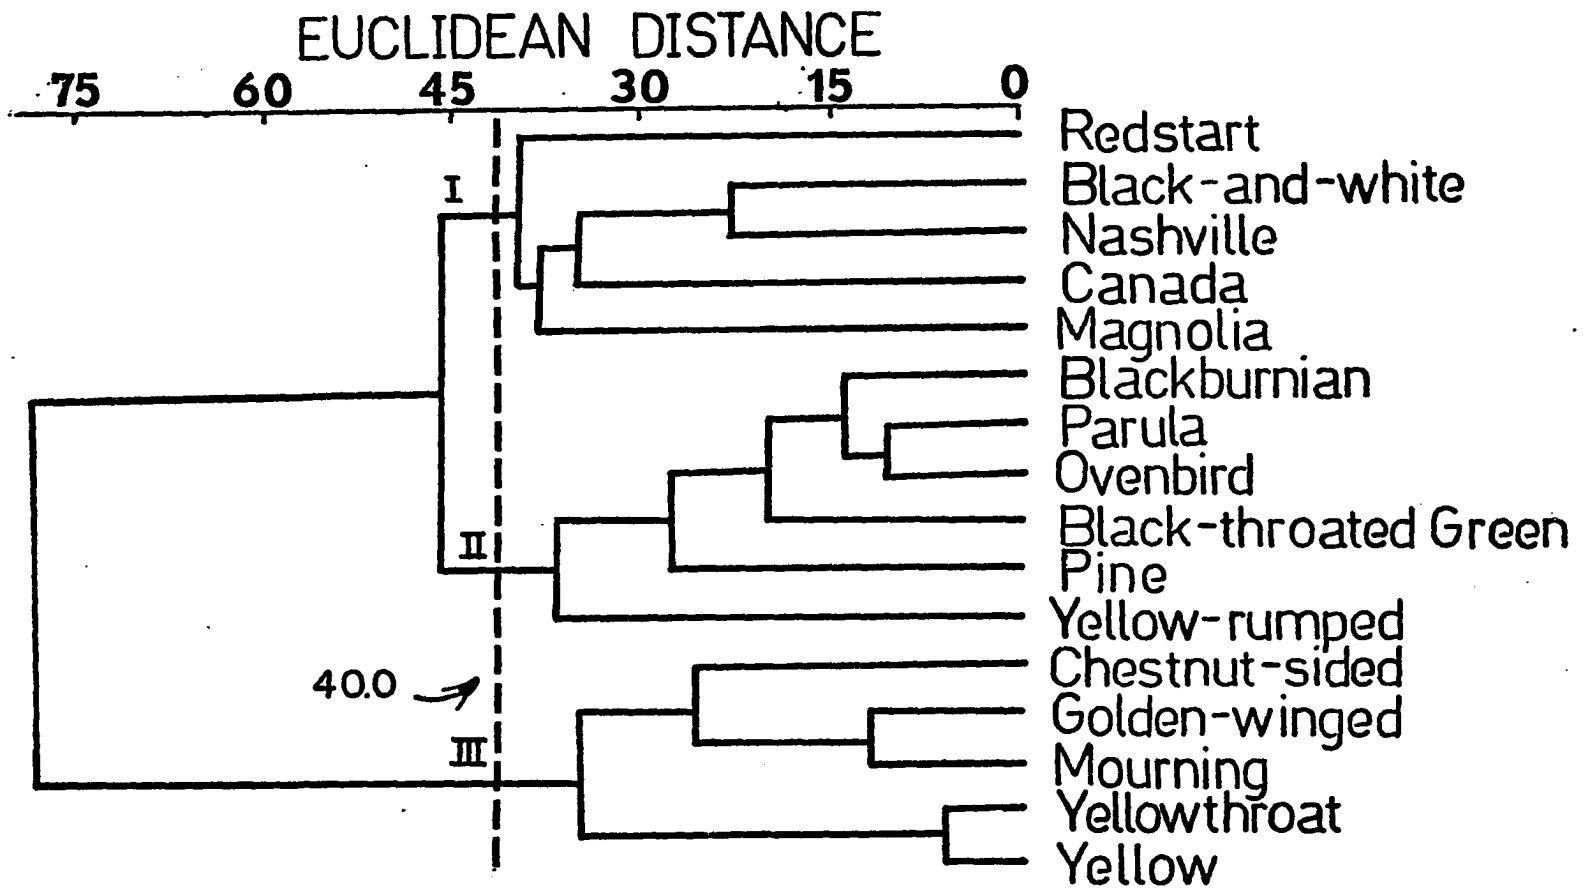 EUCLIDEAN DISTANCE
75 60 45 30 15 0
Redstart
I
Black-and-white
Nashville
Canada
Magnolia
Blackburnian
Parula
Ovenbird
Black-throated Green
II
Pine
Yellow-rumped
Chestnut-sided
40.0
Golden-winged
III
Mourning
Yellowthroat
Yellow